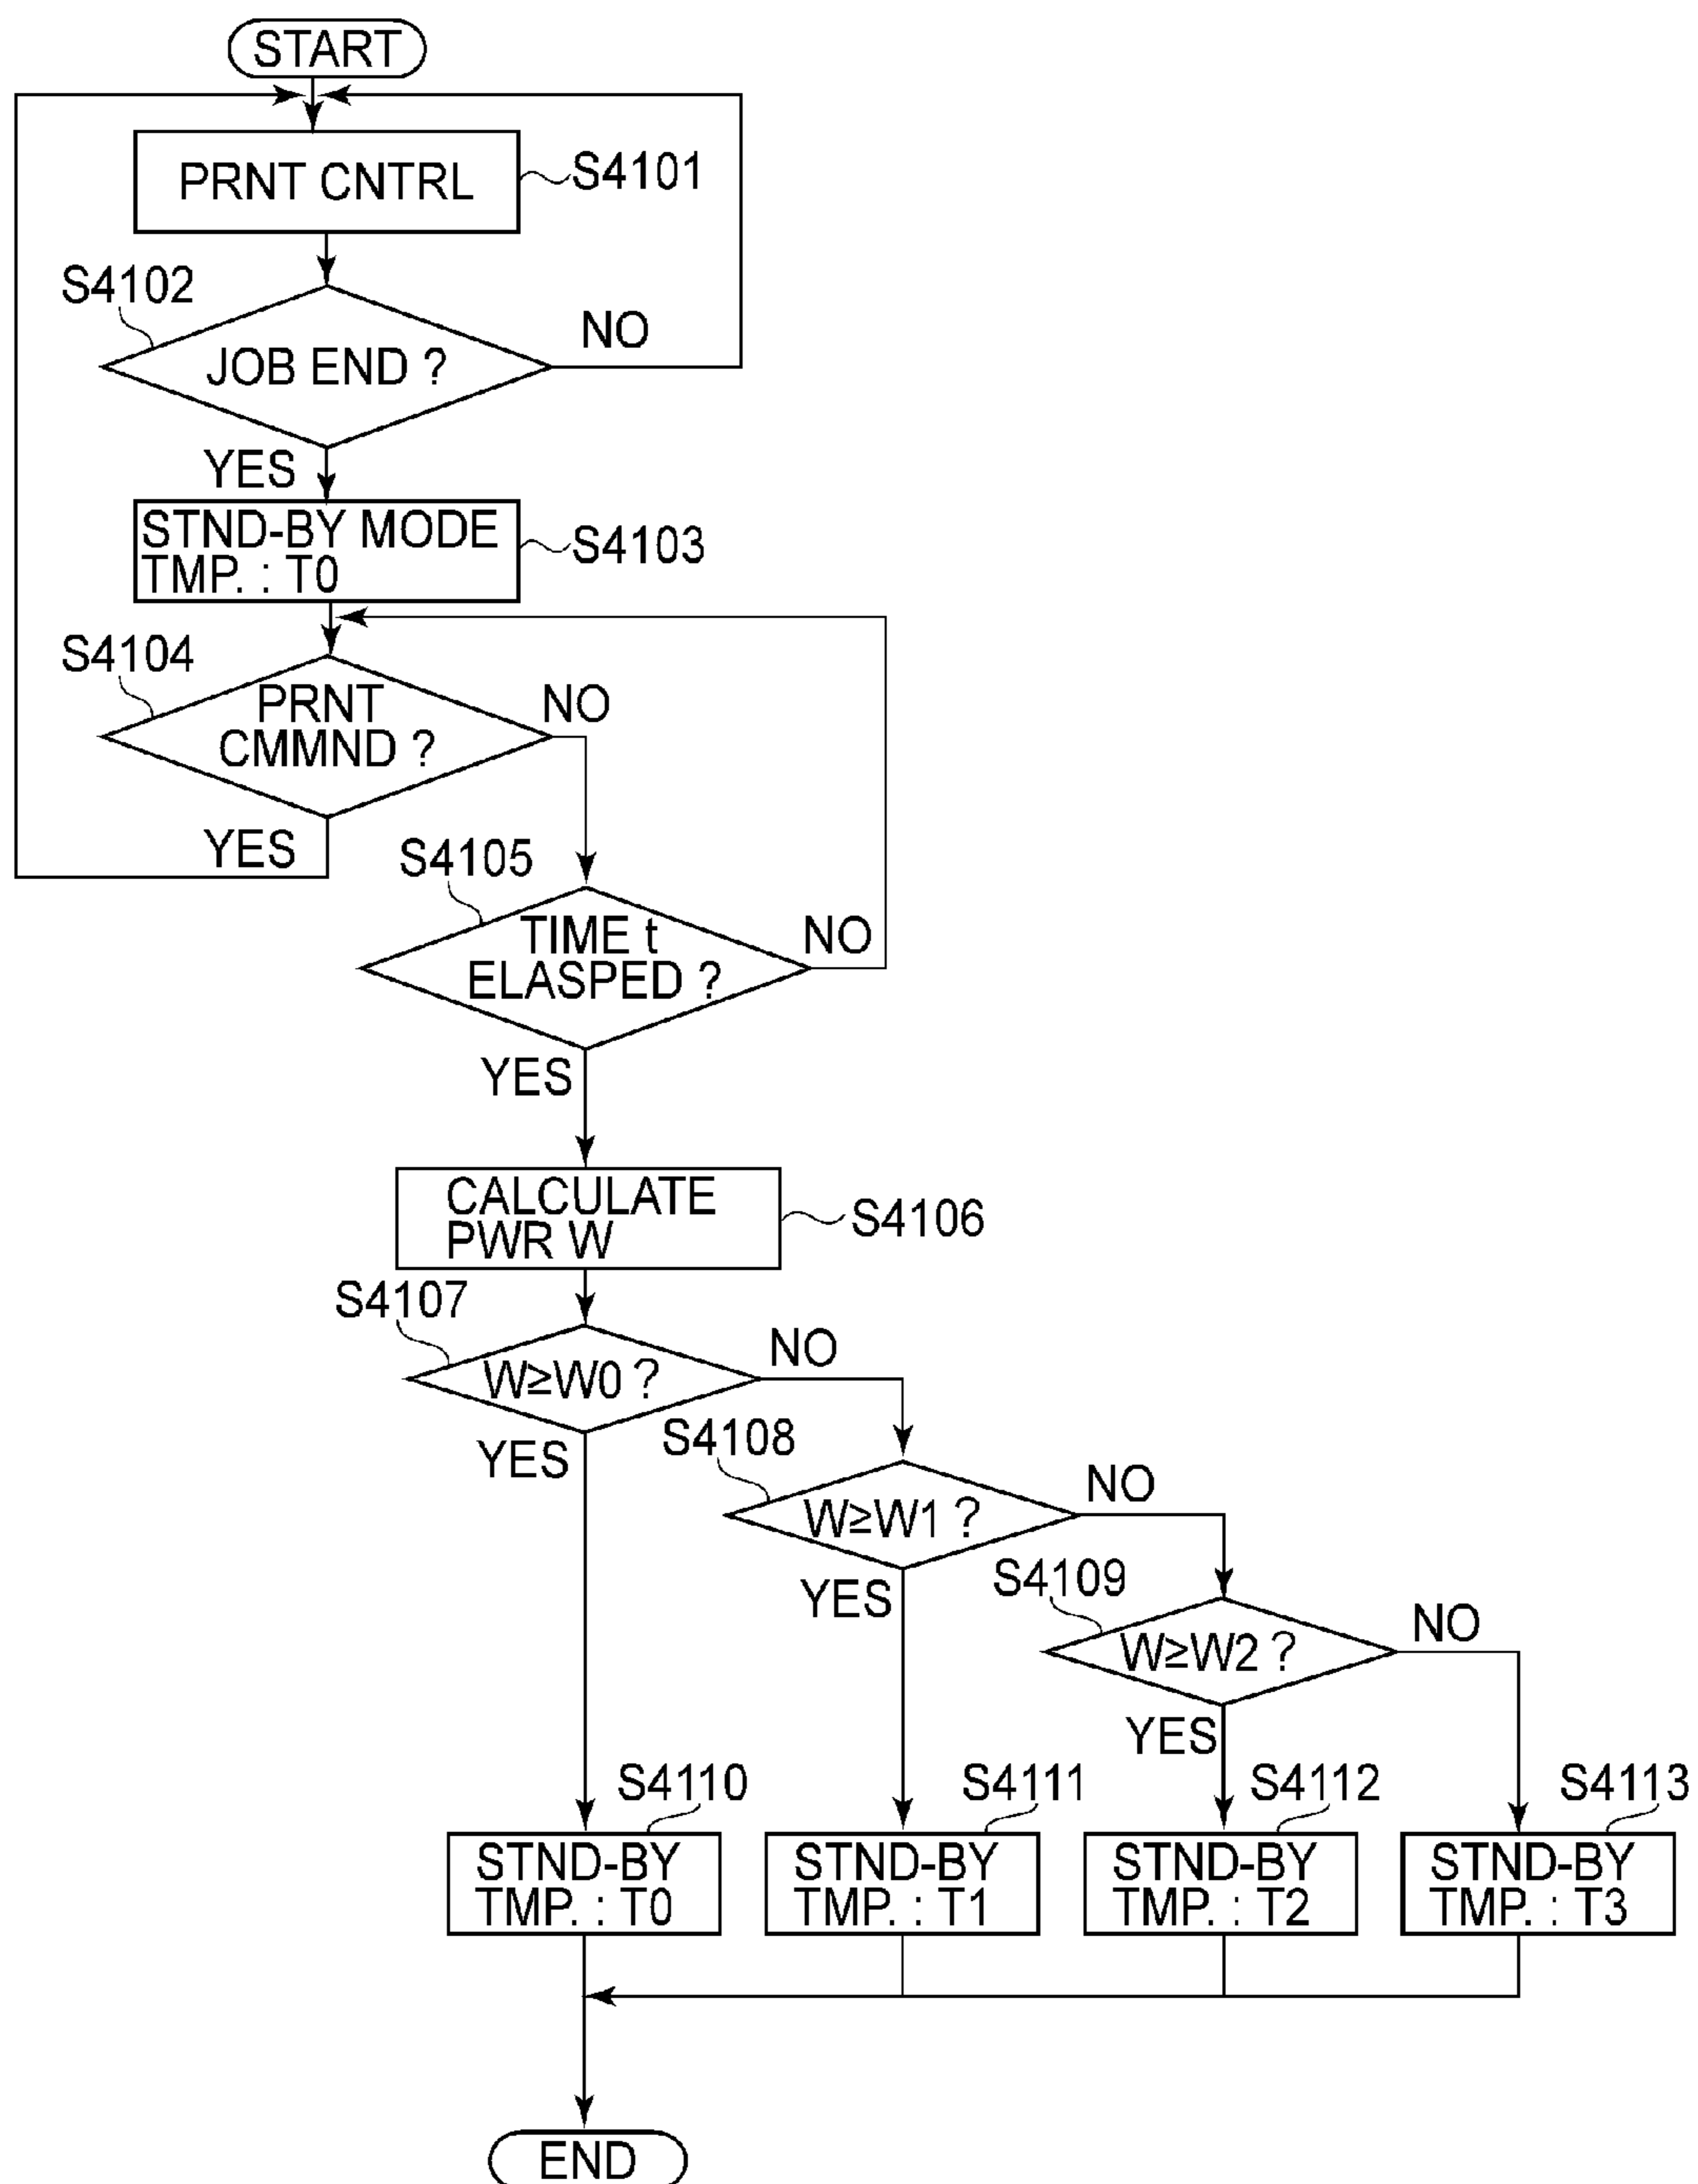 START
PRNT CNTRL
S4101
S4102
JOB END ?
NO
YES
STND-BY MODE
TMP. : T0
S4103
S4104
PRNT
CMMND ?
NO
YES
S4105
TIME t
ELASPED ?
NO
YES
CALCULATE
PWR W
S4106
S4107
W≥W0 ?
NO
YES
S4108
W≥W1 ?
NO
YES
S4109
W≥W2 ?
NO
YES
S4110
STND-BY
TMP. : T0
S4111
STND-BY
TMP. : T1
S4112
STND-BY
TMP. : T2
S4113
STND-BY
TMP. : T3
END